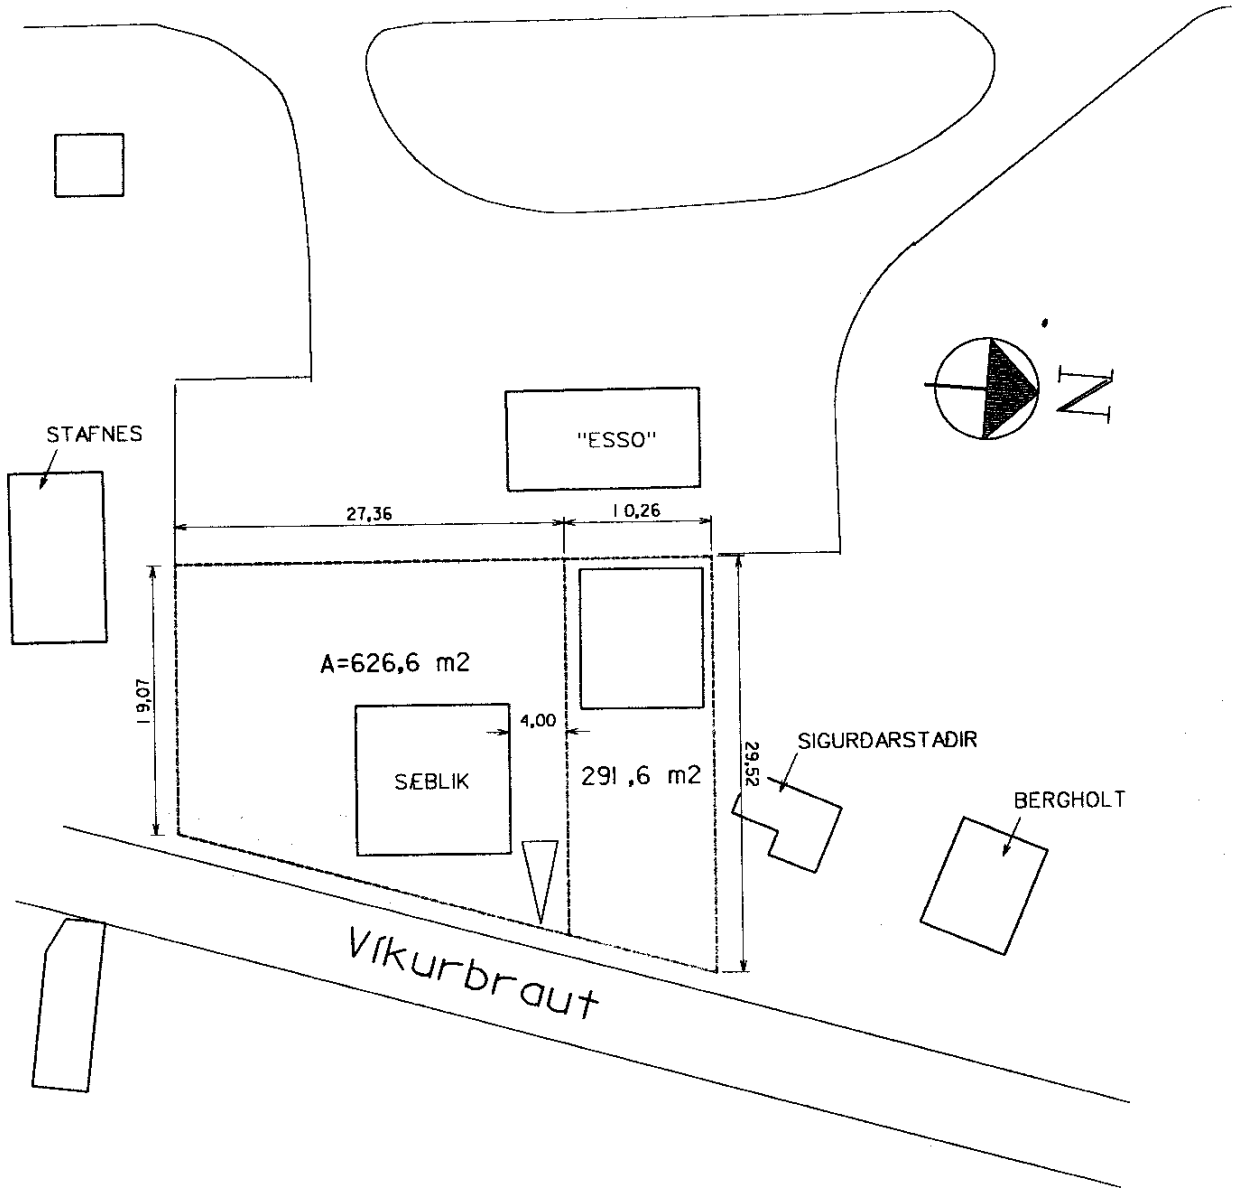 N
STAFNES
"ESSO"
27,36
10,26
A=626,6 m2
19,07
4,00
SÆBLIK
291,6 m2
29,52
SIGURDARSTADIR
BERGHOLT
Víkurbraut